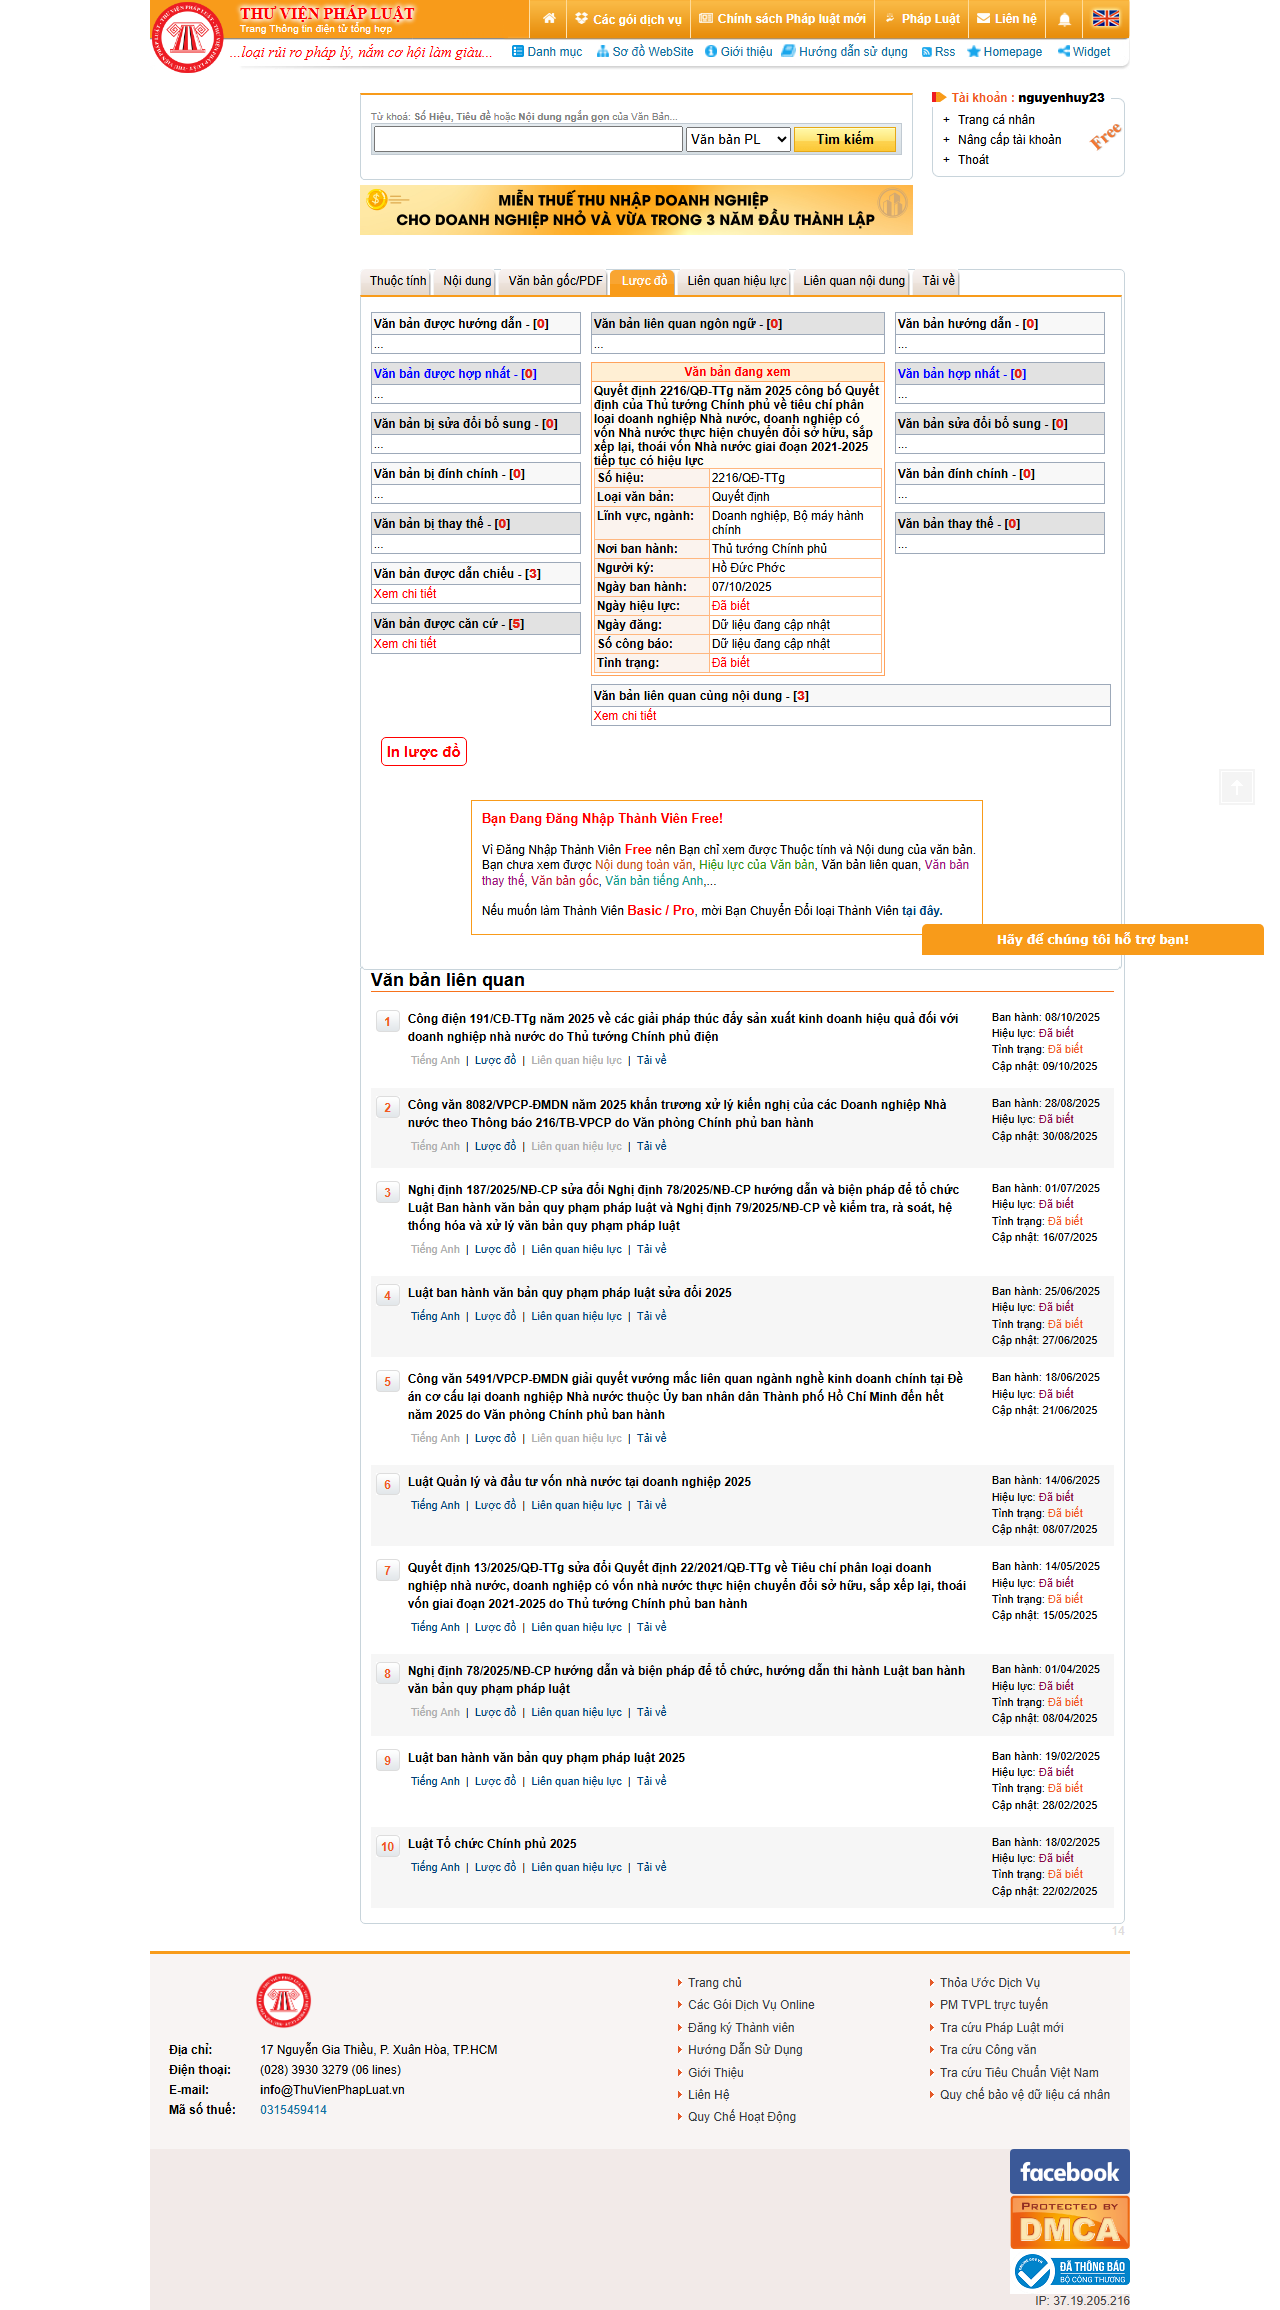 THƯ VIỆN PHÁP LUẬT
Trang Thông tin điện tử tổng hợp
Các gói dịch vụ
Chính sách Pháp luật mới
Pháp Luật
Liên hệ
...loại rủi ro pháp lý, nắm cơ hội làm giàu...
Danh mục
Sơ đồ WebSite
Giới thiệu
Hướng dẫn sử dụng
Rss
Homepage
Widget
Từ khoá: Số Hiệu, Tiêu đề hoặc Nội dung ngắn gọn của Văn Bản...
Văn bản PL
Tìm kiếm
Tài khoản : nguyenhuy23
+ Trang cá nhân
+ Nâng cấp tài khoản
+ Thoát
Free
MIỄN THUẾ THU NHẬP DOANH NGHIỆP
CHO DOANH NGHIỆP NHỎ VÀ VỪA TRONG 3 NĂM ĐẦU THÀNH LẬP
Thuộc tính
Nội dung
Văn bản gốc/PDF
Lược đồ
Liên quan hiệu lực
Liên quan nội dung
Tải về
Văn bản được hướng dẫn - [0]
...
Văn bản được hợp nhất - [0]
...
Văn bản bị sửa đổi bổ sung - [0]
...
Văn bản bị đính chính - [0]
...
Văn bản bị thay thế - [0]
...
Văn bản được dẫn chiếu - [3]
Xem chi tiết
Văn bản được căn cứ - [5]
Xem chi tiết
Văn bản liên quan ngôn ngữ - [0]
...
Văn bản đang xem
Quyết định 2216/QĐ-TTg năm 2025 công bố Quyết
định của Thủ tướng Chính phủ về tiêu chí phân
loại doanh nghiệp Nhà nước, doanh nghiệp có
vốn Nhà nước thực hiện chuyển đổi sở hữu, sắp
xếp lại, thoái vốn Nhà nước giai đoạn 2021-2025
tiếp tục có hiệu lực
Số hiệu: 2216/QĐ-TTg
Loại văn bản: Quyết định
Lĩnh vực, ngành: Doanh nghiệp, Bộ máy hành
chính
Nơi ban hành: Thủ tướng Chính phủ
Người ký: Hồ Đức Phớc
Ngày ban hành: 07/10/2025
Ngày hiệu lực: Đã biết
Ngày đăng: Dữ liệu đang cập nhật
Số công báo: Dữ liệu đang cập nhật
Tình trạng: Đã biết
Văn bản hướng dẫn - [0]
...
Văn bản hợp nhất - [0]
...
Văn bản sửa đổi bổ sung - [0]
...
Văn bản đính chính - [0]
...
Văn bản thay thế - [0]
...
Văn bản liên quan cùng nội dung - [3]
Xem chi tiết
In lược đồ
Bạn Đang Đăng Nhập Thành Viên Free!
Vì Đăng Nhập Thành Viên Free nên Bạn chỉ xem được Thuộc tính và Nội dung của văn bản.
Bạn chưa xem được Nội dung toàn văn, Hiệu lực của Văn bản, Văn bản liên quan, Văn bản
thay thế, Văn bản gốc, Văn bản tiếng Anh,...
Nếu muốn làm Thành Viên Basic / Pro, mời Bạn Chuyển Đổi loại Thành Viên tại đây.
Hãy để chúng tôi hỗ trợ bạn!
Văn bản liên quan
1
Công điện 191/CĐ-TTg năm 2025 về các giải pháp thúc đẩy sản xuất kinh doanh hiệu quả đối với
doanh nghiệp nhà nước do Thủ tướng Chính phủ điện
Tiếng Anh | Lược đồ | Liên quan hiệu lực | Tải về
Ban hành: 08/10/2025
Hiệu lực: Đã biết
Tình trạng: Đã biết
Cập nhật: 09/10/2025
2
Công văn 8082/VPCP-ĐMDN năm 2025 khẩn trương xử lý kiến nghị của các Doanh nghiệp Nhà
nước theo Thông báo 216/TB-VPCP do Văn phòng Chính phủ ban hành
Tiếng Anh | Lược đồ | Liên quan hiệu lực | Tải về
Ban hành: 28/08/2025
Hiệu lực: Đã biết
Cập nhật: 30/08/2025
3
Nghị định 187/2025/NĐ-CP sửa đổi Nghị định 78/2025/NĐ-CP hướng dẫn và biện pháp để tổ chức
Luật Ban hành văn bản quy phạm pháp luật và Nghị định 79/2025/NĐ-CP về kiểm tra, rà soát, hệ
thống hóa và xử lý văn bản quy phạm pháp luật
Tiếng Anh | Lược đồ | Liên quan hiệu lực | Tải về
Ban hành: 01/07/2025
Hiệu lực: Đã biết
Tình trạng: Đã biết
Cập nhật: 16/07/2025
4
Luật ban hành văn bản quy phạm pháp luật sửa đổi 2025
Tiếng Anh | Lược đồ | Liên quan hiệu lực | Tải về
Ban hành: 25/06/2025
Hiệu lực: Đã biết
Tình trạng: Đã biết
Cập nhật: 27/06/2025
5
Công văn 5491/VPCP-ĐMDN giải quyết vướng mắc liên quan ngành nghề kinh doanh chính tại Đề
án cơ cấu lại doanh nghiệp Nhà nước thuộc Ủy ban nhân dân Thành phố Hồ Chí Minh đến hết
năm 2025 do Văn phòng Chính phủ ban hành
Tiếng Anh | Lược đồ | Liên quan hiệu lực | Tải về
Ban hành: 18/06/2025
Hiệu lực: Đã biết
Cập nhật: 21/06/2025
6
Luật Quản lý và đầu tư vốn nhà nước tại doanh nghiệp 2025
Tiếng Anh | Lược đồ | Liên quan hiệu lực | Tải về
Ban hành: 14/06/2025
Hiệu lực: Đã biết
Tình trạng: Đã biết
Cập nhật: 08/07/2025
7
Quyết định 13/2025/QĐ-TTg sửa đổi Quyết định 22/2021/QĐ-TTg về Tiêu chí phân loại doanh
nghiệp nhà nước, doanh nghiệp có vốn nhà nước thực hiện chuyển đổi sở hữu, sắp xếp lại, thoái
vốn giai đoạn 2021-2025 do Thủ tướng Chính phủ ban hành
Tiếng Anh | Lược đồ | Liên quan hiệu lực | Tải về
Ban hành: 14/05/2025
Hiệu lực: Đã biết
Tình trạng: Đã biết
Cập nhật: 15/05/2025
8
Nghị định 78/2025/NĐ-CP hướng dẫn và biện pháp để tổ chức, hướng dẫn thi hành Luật ban hành
văn bản quy phạm pháp luật
Tiếng Anh | Lược đồ | Liên quan hiệu lực | Tải về
Ban hành: 01/04/2025
Hiệu lực: Đã biết
Tình trạng: Đã biết
Cập nhật: 08/04/2025
9
Luật ban hành văn bản quy phạm pháp luật 2025
Tiếng Anh | Lược đồ | Liên quan hiệu lực | Tải về
Ban hành: 19/02/2025
Hiệu lực: Đã biết
Tình trạng: Đã biết
Cập nhật: 28/02/2025
10
Luật Tổ chức Chính phủ 2025
Tiếng Anh | Lược đồ | Liên quan hiệu lực | Tải về
Ban hành: 18/02/2025
Hiệu lực: Đã biết
Tình trạng: Đã biết
Cập nhật: 22/02/2025
14
Địa chỉ: 17 Nguyễn Gia Thiều, P. Xuân Hòa, TP.HCM
Điện thoại: (028) 3930 3279 (06 lines)
E-mail: info@ThuVienPhapLuat.vn
Mã số thuế: 0315459414
Trang chủ
Các Gói Dịch Vụ Online
Đăng ký Thành viên
Hướng Dẫn Sử Dụng
Giới Thiệu
Liên Hệ
Quy Chế Hoạt Động
Thỏa Ước Dịch Vụ
PM TVPL trực tuyến
Tra cứu Pháp Luật mới
Tra cứu Công văn
Tra cứu Tiêu Chuẩn Việt Nam
Quy chế bảo vệ dữ liệu cá nhân
facebook
PROTECTED BY
DMCA
ĐÃ THÔNG BÁO
BỘ CÔNG THƯƠNG
IP: 37.19.205.216